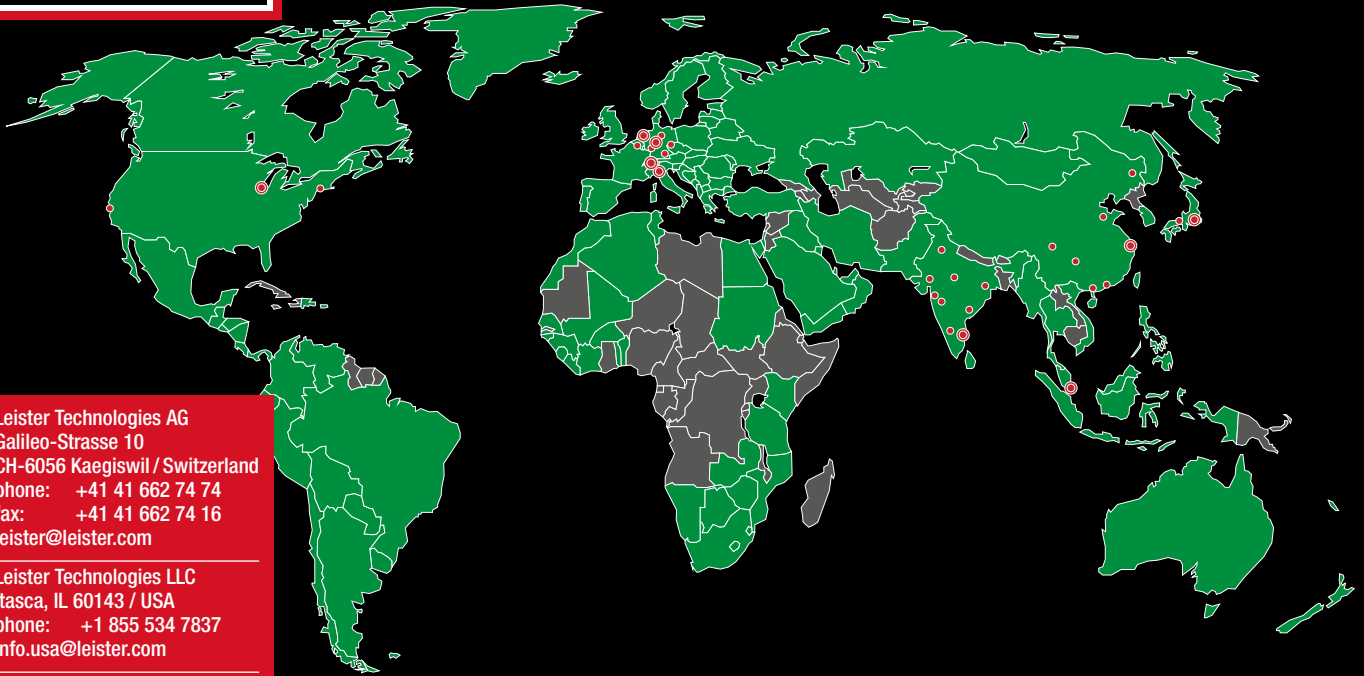 Leister Technologies AG
Galileo-Strasse 10
CH-6056 Kaegiswil / Switzerland
phone: +41 41 662 74 74
fax: +41 41 662 74 16
leister@leister.com
Leister Technologies LLC
Itasca, IL 60143 / USA
phone: +1 855 534 7837
info.usa@leister.com